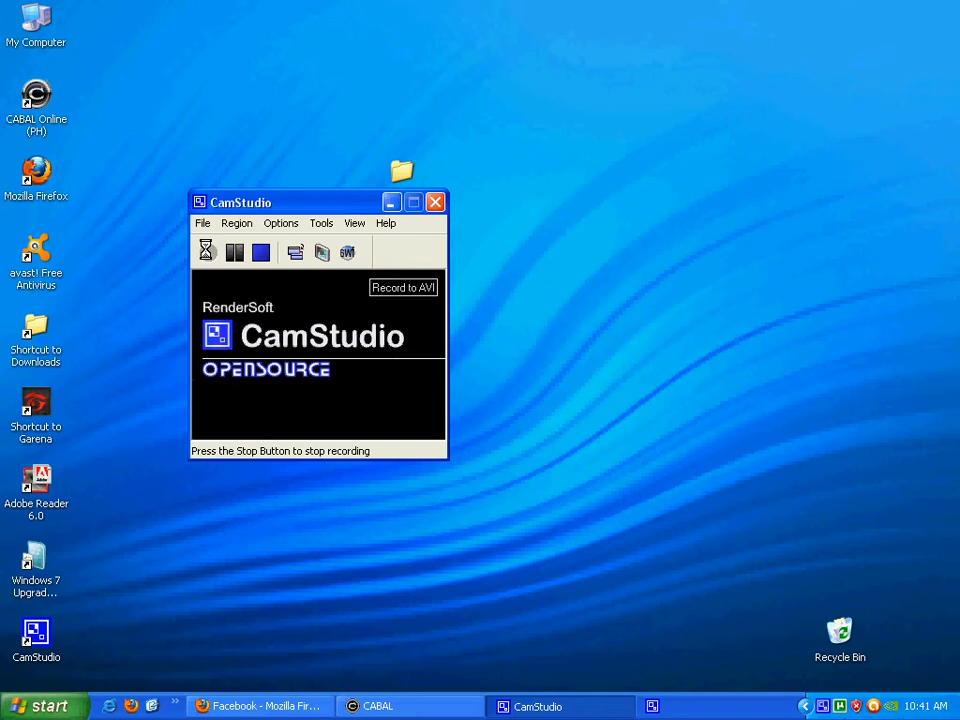 My Computer
CABAL Online
(PH)
Mozilla Firefox
avast! Free
Antivirus
Shortcut to
Downloads
Shortcut to
Garena
Adobe Reader
6.0
Windows 7
Upgrad...
CamStudio
CamStudio
File Region Options Tools View Help
SWF
Record to AVI
RenderSoft
CamStudio
OPENSOURCE
Press the Stop Button to stop recording
Recycle Bin
start
Facebook - Mozilla Fir...
CABAL
CamStudio
10:41 AM